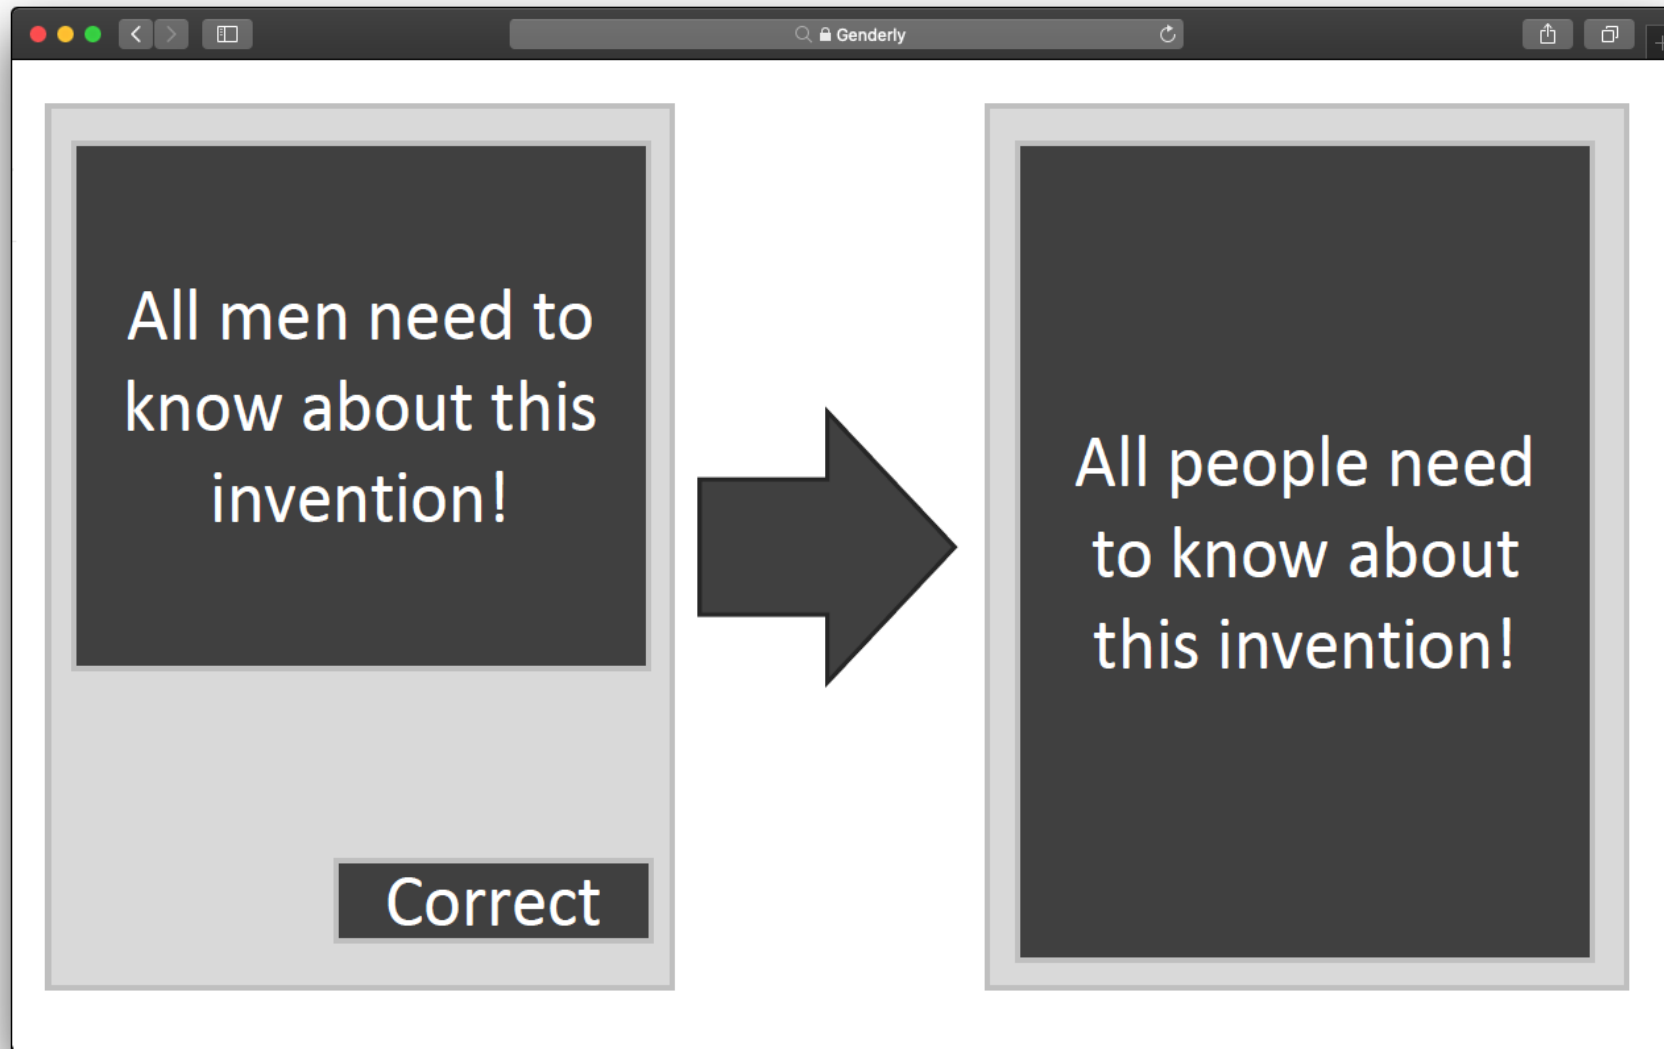 Genderly
All men need to
know about this
invention!
Correct
All people need
to know about
this invention!